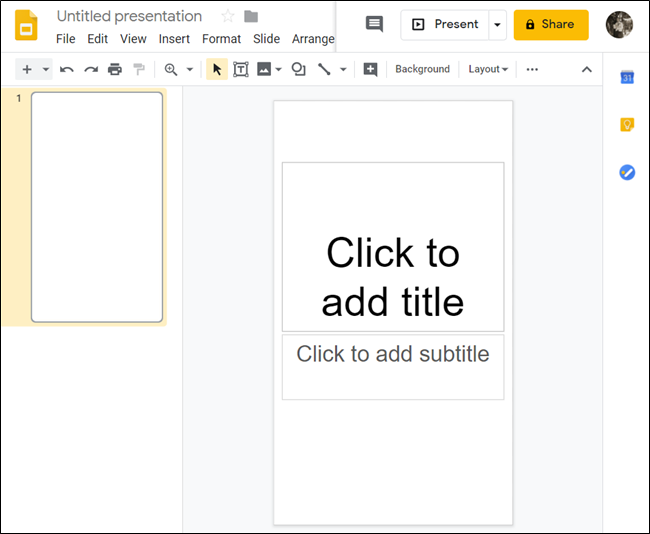 Untitled presentation
File Edit View Insert Format Slide Arrange
Present
Share
Background
Layout
1
31
Click to
add title
Click to add subtitle